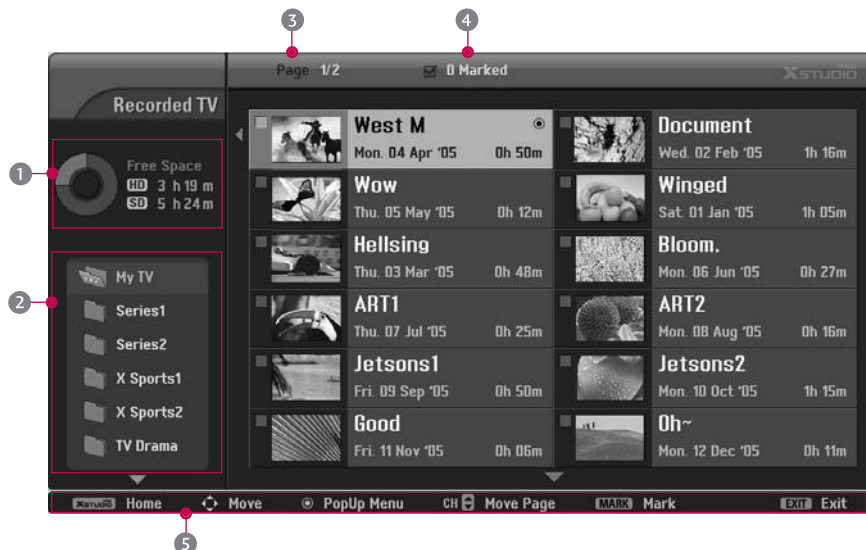 3
4
Page 1/2
0 Marked
XSTUDIO PRO
Recorded TV
1
Free Space
HD 3 h 19 m
SD 5 h 24 m
2
My TV
Series1
Series2
X Sports1
X Sports2
TV Drama
West M
Mon. 04 Apr '05 0h 50m
Document
Wed. 02 Feb '05 1h 16m
Wow
Thu. 05 May '05 0h 12m
Winged
Sat. 01 Jan '05 1h 05m
Hellsing
Thu. 03 Mar '05 0h 48m
Bloom.
Mon. 06 Jun '05 0h 27m
ART1
Thu. 07 Jul '05 0h 25m
ART2
Mon. 08 Aug '05 0h 16m
Jetsons1
Fri. 09 Sep '05 0h 50m
Jetsons2
Mon. 10 Oct '05 1h 15m
Good
Fri. 11 Nov '05 0h 06m
Oh~
Mon. 12 Dec '05 0h 11m
XSTUDIO Home Move PopUp Menu CH Move Page MARK Mark EXIT Exit
5